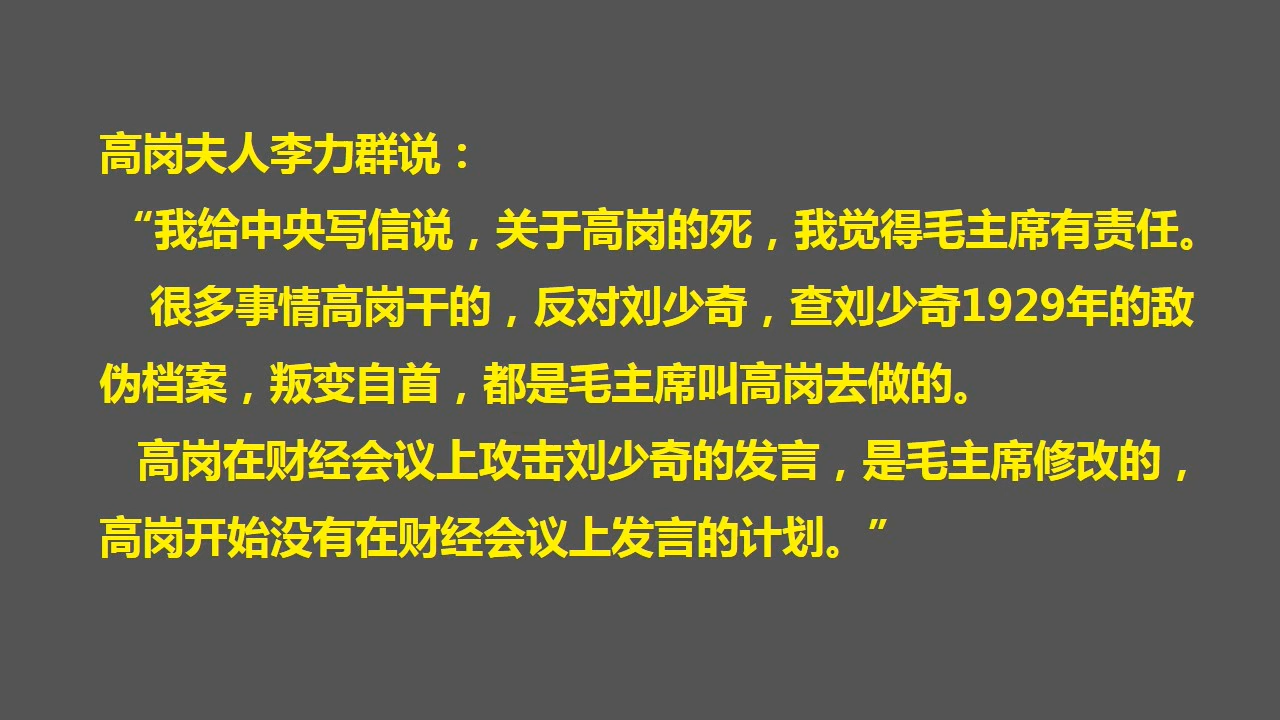 高岗夫人李力群说：
“我给中央写信说，关于高岗的死，我觉得毛主席有责任。
很多事情高岗干的，反对刘少奇，查刘少奇1929年的敌
伪档案，叛变自首，都是毛主席叫高岗去做的。
高岗在财经会议上攻击刘少奇的发言，是毛主席修改的，
高岗开始没有在财经会议上发言的计划。”